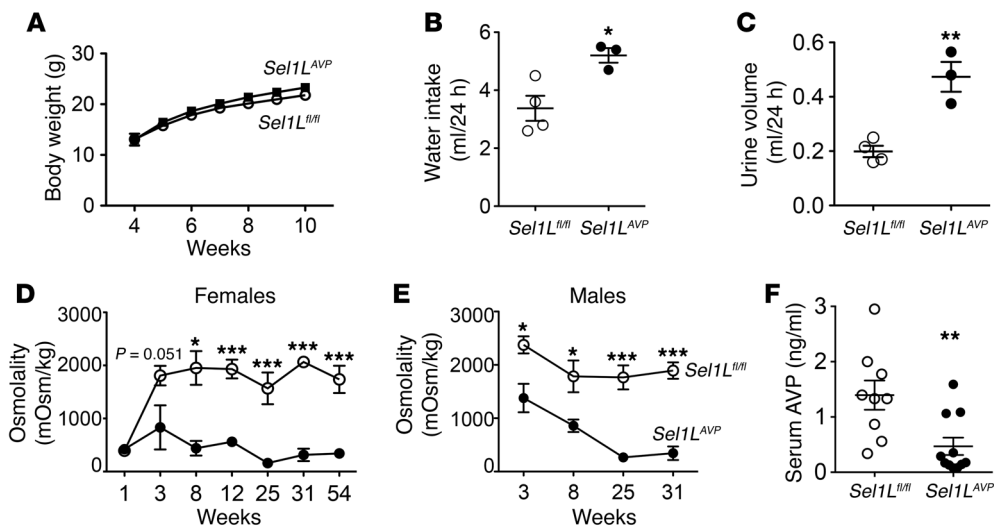 A
Body weight (g)
30
20
10
0
Sel1L^AVP
Sel1L^fl/fl
4 6 8 10
Weeks
B
Water intake
(ml/24 h)
6
4
2
0
*
Sel1L^fl/fl Sel1L^AVP
C
Urine volume
(ml/24 h)
0.6
0.4
0.2
0.0
**
Sel1L^fl/fl Sel1L^AVP
D
Females
Osmolality
(mOsm/kg)
3000
2000
1000
0
P = 0.051 * *** *** *** ***
1 3 8 12 25 31 54
Weeks
E
Males
Osmolality
(mOsm/kg)
3000
2000
1000
0
* * *** ***
Sel1L^fl/fl
Sel1L^AVP
3 8 25 31
Weeks
F
Serum AVP (ng/ml)
3
2
1
0
**
Sel1L^fl/fl Sel1L^AVP